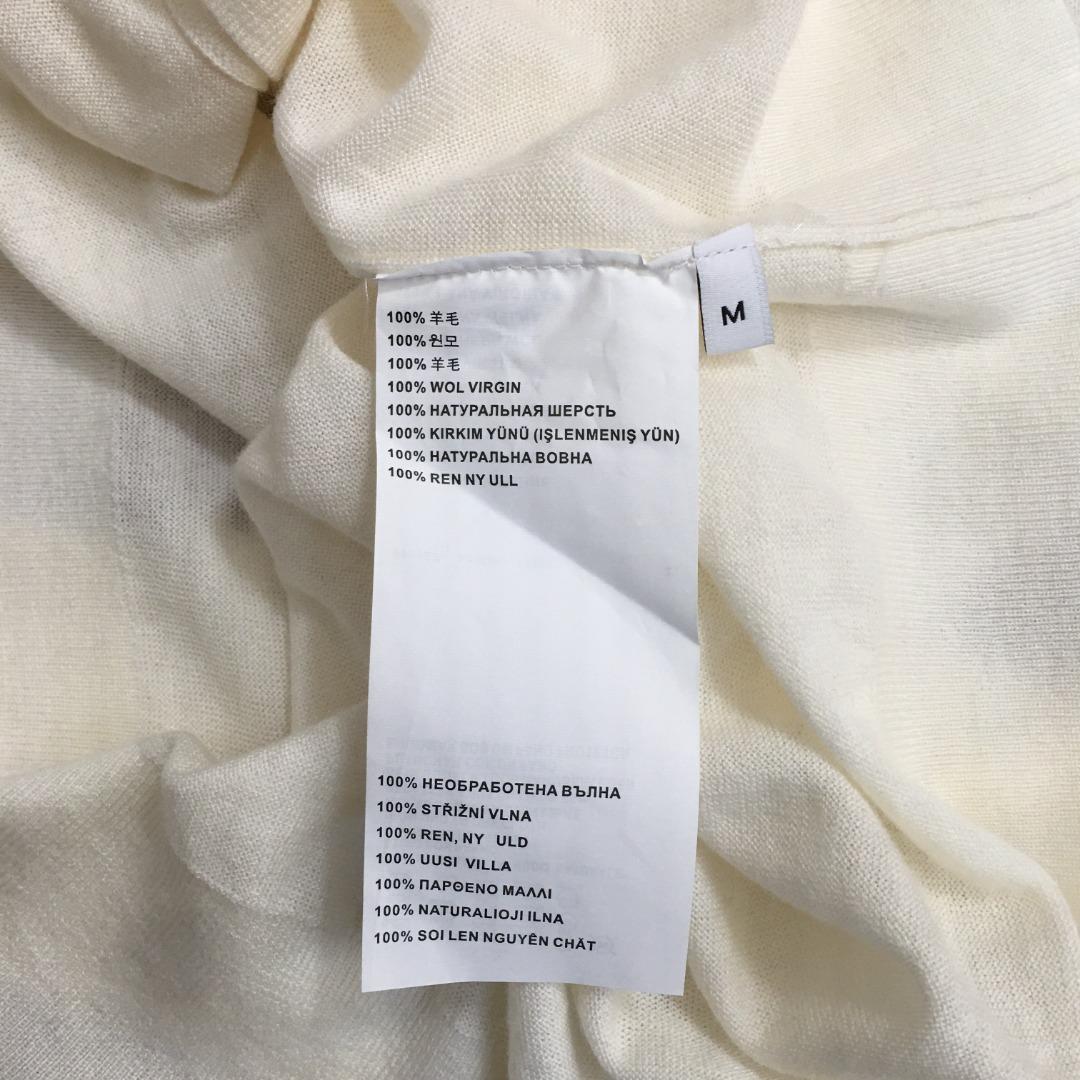 M
100% 羊毛
100% 원모
100% 羊毛
100% WOL VIRGIN
100% НАТУРАЛЬНАЯ ШЕРСТЬ
100% KIRKIM YÜNÜ (IŞLENMENIŞ YÜN)
100% НАТУРАЛЬНА ВОВНА
100% REN NY ULL
100% НЕОБРАБОТЕНА ВЪЛНА
100% STŘIŽNÍ VLNA
100% REN, NY ULD
100% UUSI VILLA
100% ΠΑΡΘΕΝΟ ΜΑΛΛΙ
100% NATURALIOJI ILNA
100% SOI LEN NGUYÊN CHĂT